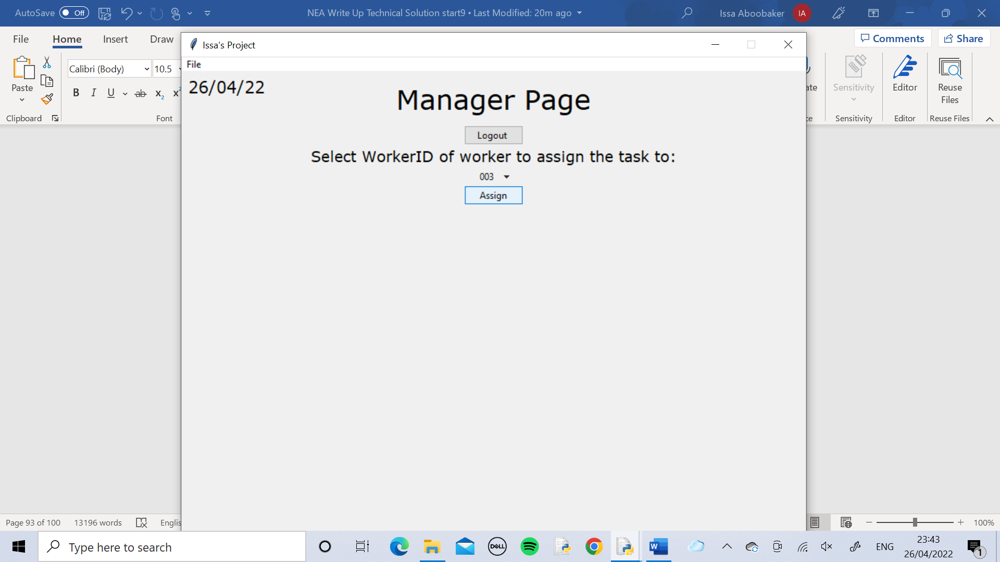 AutoSave Off
NEA Write Up Technical Solution start9 • Last Modified: 20m ago
Issa Aboobaker IA
File Home Insert Draw
Comments Share
Issa's Project
File
26/04/22
Manager Page
Logout
Select WorkerID of worker to assign the task to:
003
Assign
Calibri (Body) 10.5
Paste
B I U ab x2 x2
Clipboard Font
ate
Sensitivity
Editor
Reuse
Files
ce
Sensitivity Editor Reuse Files
Page 93 of 100 13196 words Englis
100%
Type here to search
DELL
W
ENG
23:43
26/04/2022
1